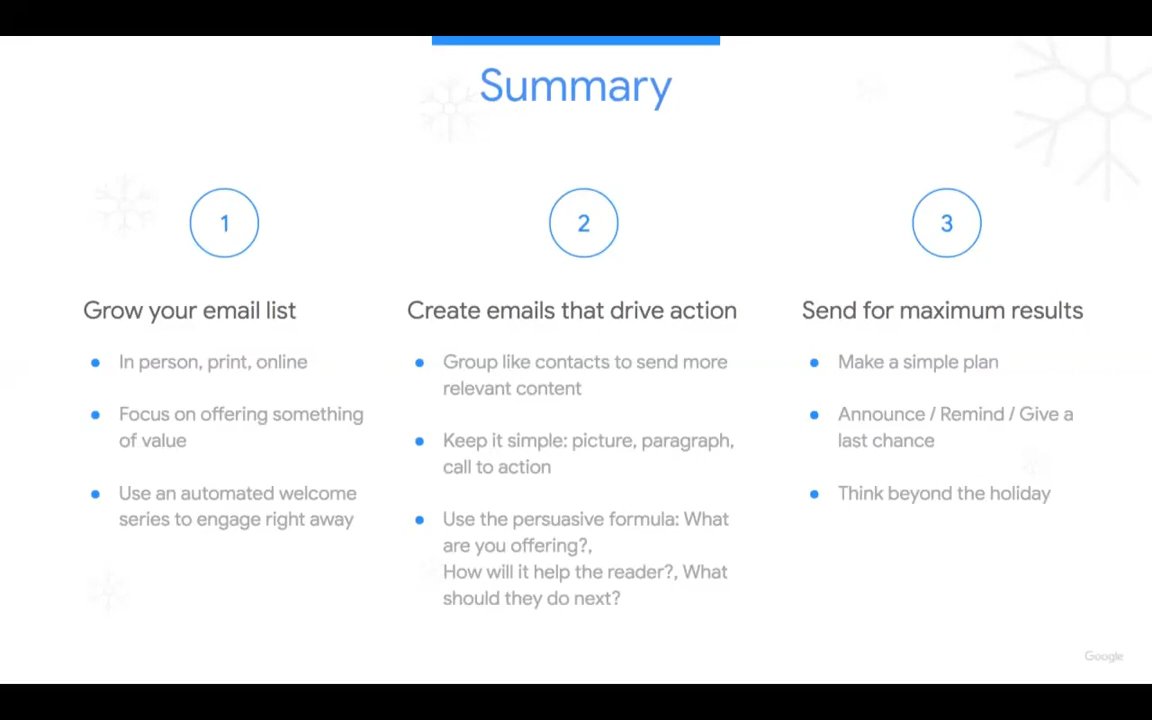 Summary
1
2
3
Grow your email list
In person, print, online
Focus on offering something
of value
Use an automated welcome
series to engage right away
Create emails that drive action
Group like contacts to send more
relevant content
Keep it simple: picture, paragraph,
call to action
Use the persuasive formula: What
are you offering?,
How will it help the reader?, What
should they do next?
Send for maximum results
Make a simple plan
Announce / Remind / Give a
last chance
Think beyond the holiday
Google